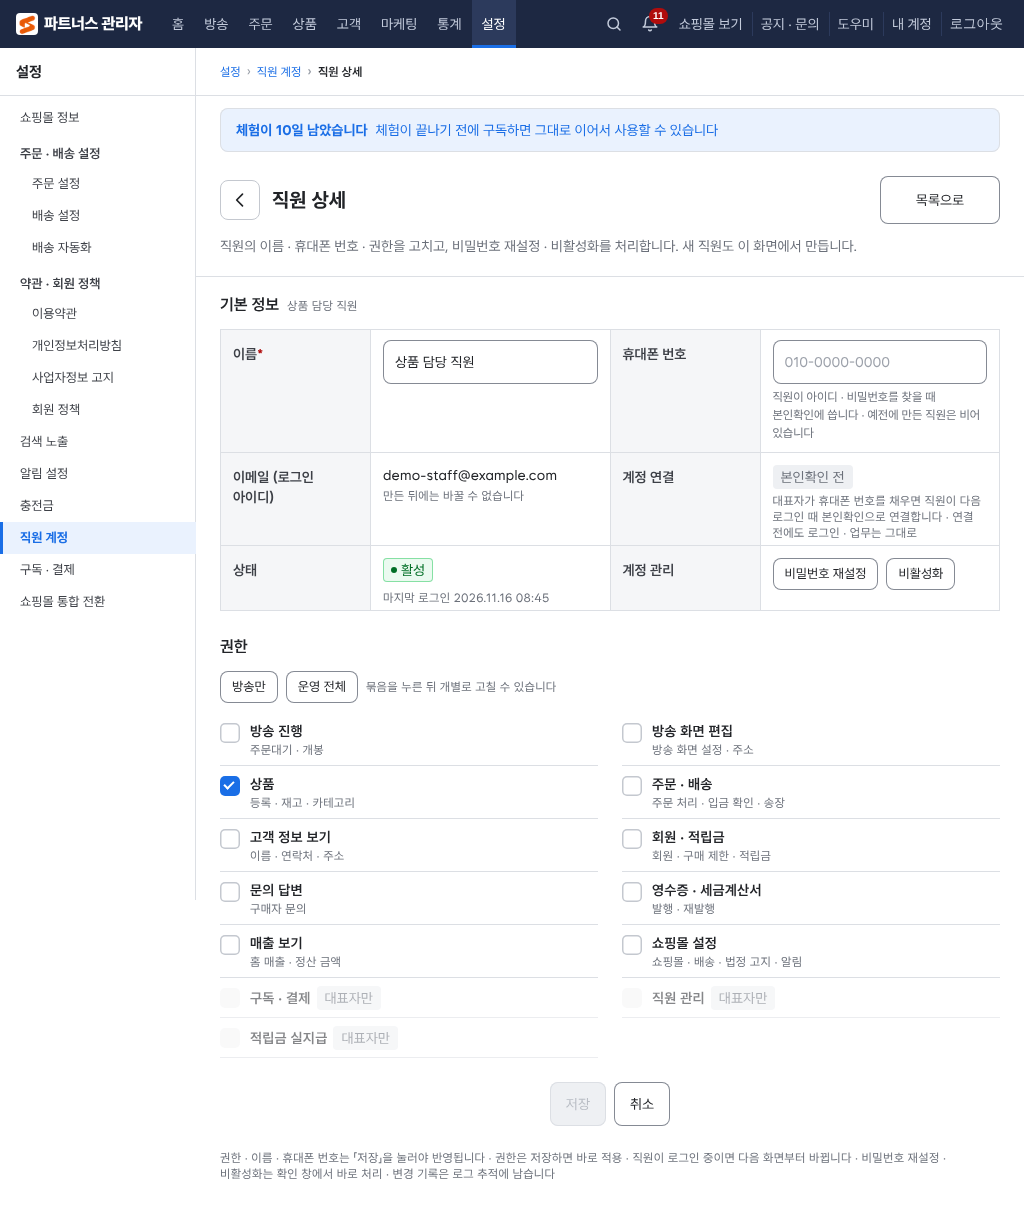 파트너스 관리자
홈 방송 주문 상품 고객 마케팅 통계 설정
11
쇼핑몰 보기 공지 · 문의 도우미 내 계정 로그아웃
설정
쇼핑몰 정보
주문 · 배송 설정
주문 설정
배송 설정
배송 자동화
약관 · 회원 정책
이용약관
개인정보처리방침
사업자정보 고지
회원 정책
검색 노출
알림 설정
충전금
직원 계정
구독 · 결제
쇼핑몰 통합 전환
설정 › 직원 계정 › 직원 상세
체험이 10일 남았습니다 체험이 끝나기 전에 구독하면 그대로 이어서 사용할 수 있습니다
직원 상세
목록으로
직원의 이름 · 휴대폰 번호 · 권한을 고치고, 비밀번호 재설정 · 비활성화를 처리합니다. 새 직원도 이 화면에서 만듭니다.
기본 정보 상품 담당 직원
이름*
상품 담당 직원
휴대폰 번호
010-0000-0000
직원이 아이디 · 비밀번호를 찾을 때
본인확인에 씁니다 · 예전에 만든 직원은 비어
있습니다
이메일 (로그인
아이디)
demo-staff@example.com
만든 뒤에는 바꿀 수 없습니다
계정 연결
본인확인 전
대표자가 휴대폰 번호를 채우면 직원이 다음
로그인 때 본인확인으로 연결합니다 · 연결
전에도 로그인 · 업무는 그대로
상태
활성
마지막 로그인 2026.11.16 08:45
계정 관리
비밀번호 재설정
비활성화
권한
방송만
운영 전체
묶음을 누른 뒤 개별로 고칠 수 있습니다
방송 진행
주문대기 · 개봉
방송 화면 편집
방송 화면 설정 · 주소
상품
등록 · 재고 · 카테고리
주문 · 배송
주문 처리 · 입금 확인 · 송장
고객 정보 보기
이름 · 연락처 · 주소
회원 · 적립금
회원 · 구매 제한 · 적립금
문의 답변
구매자 문의
영수증 · 세금계산서
발행 · 재발행
매출 보기
홈 매출 · 정산 금액
쇼핑몰 설정
쇼핑몰 · 배송 · 법정 고지 · 알림
구독 · 결제 대표자만
직원 관리 대표자만
적립금 실지급 대표자만
저장
취소
권한 · 이름 · 휴대폰 번호는 「저장」을 눌러야 반영됩니다 · 권한은 저장하면 바로 적용 · 직원이 로그인 중이면 다음 화면부터 바뀝니다 · 비밀번호 재설정 ·
비활성화는 확인 창에서 바로 처리 · 변경 기록은 로그 추적에 남습니다